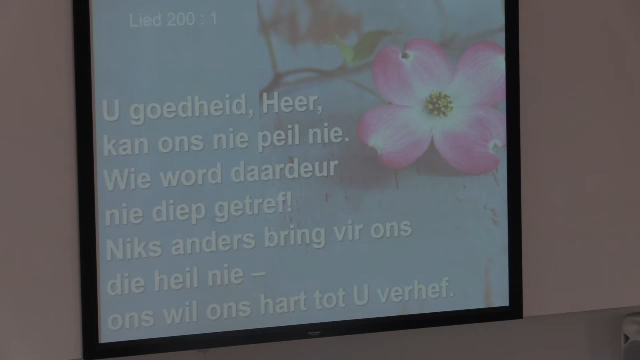 Lied 200 : 1
U goedheid, Heer,
kan ons nie peil nie.
Wie word daardeur
nie diep getref!
Niks anders bring vir ons
die heil nie –
ons wil ons hart tot U verhef.